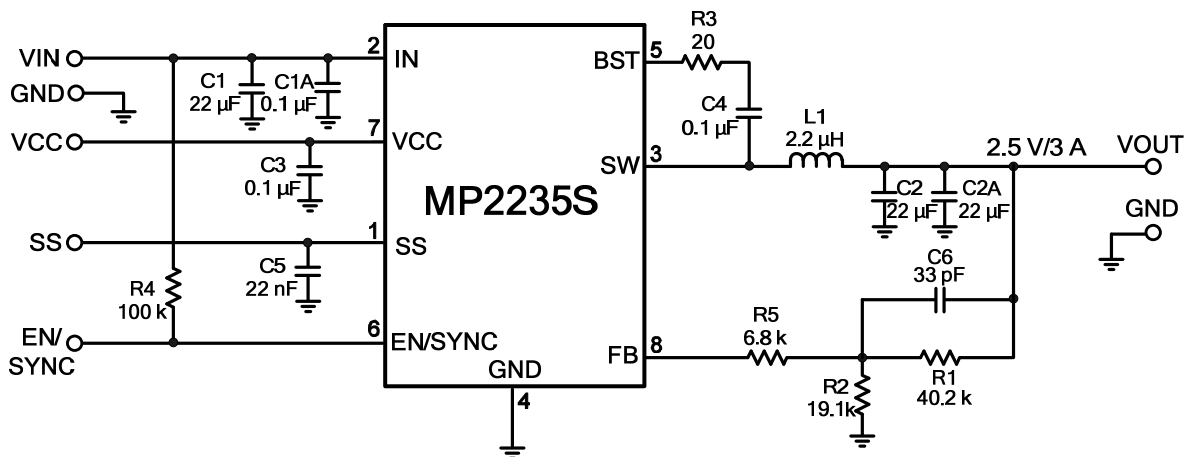 VIN
GND
VCC
SS
EN/
SYNC
R4
100 k
C1
22 µF
C1A
0.1 µF
C3
0.1 µF
C5
22 nF
2
7
1
6
IN
VCC
SS
EN/SYNC
MP2235S
GND
4
BST
SW
FB
5
3
8
R3
20
C4
0.1 µF
L1
2.2 µH
2.5 V/3 A
VOUT
GND
C2
22 µF
C2A
22 µF
C6
33 pF
R5
6.8 k
R2
19.1k
R1
40.2 k